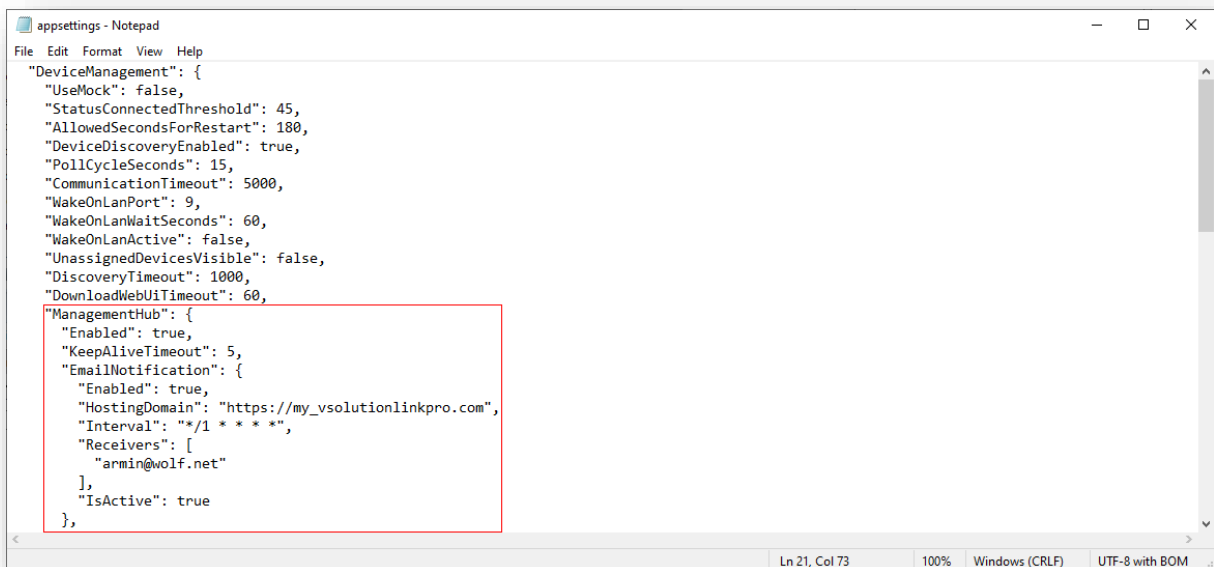 appsettings - Notepad
File Edit Format View Help
"DeviceManagement": {
"UseMock": false,
"StatusConnectedThreshold": 45,
"AllowedSecondsForRestart": 180,
"DeviceDiscoveryEnabled": true,
"PollCycleSeconds": 15,
"CommunicationTimeout": 5000,
"WakeOnLanPort": 9,
"WakeOnLanWaitSeconds": 60,
"WakeOnLanActive": false,
"UnassignedDevicesVisible": false,
"DiscoveryTimeout": 1000,
"DownloadWebUiTimeout": 60,
"ManagementHub": {
"Enabled": true,
"KeepAliveTimeout": 5,
"EmailNotification": {
"Enabled": true,
"HostingDomain": "https://my_vsolutionlinkpro.com",
"Interval": "*/1 * * * *",
"Receivers": [
"armin@wolf.net"
],
"IsActive": true
},
Ln 21, Col 73 100% Windows (CRLF) UTF-8 with BOM